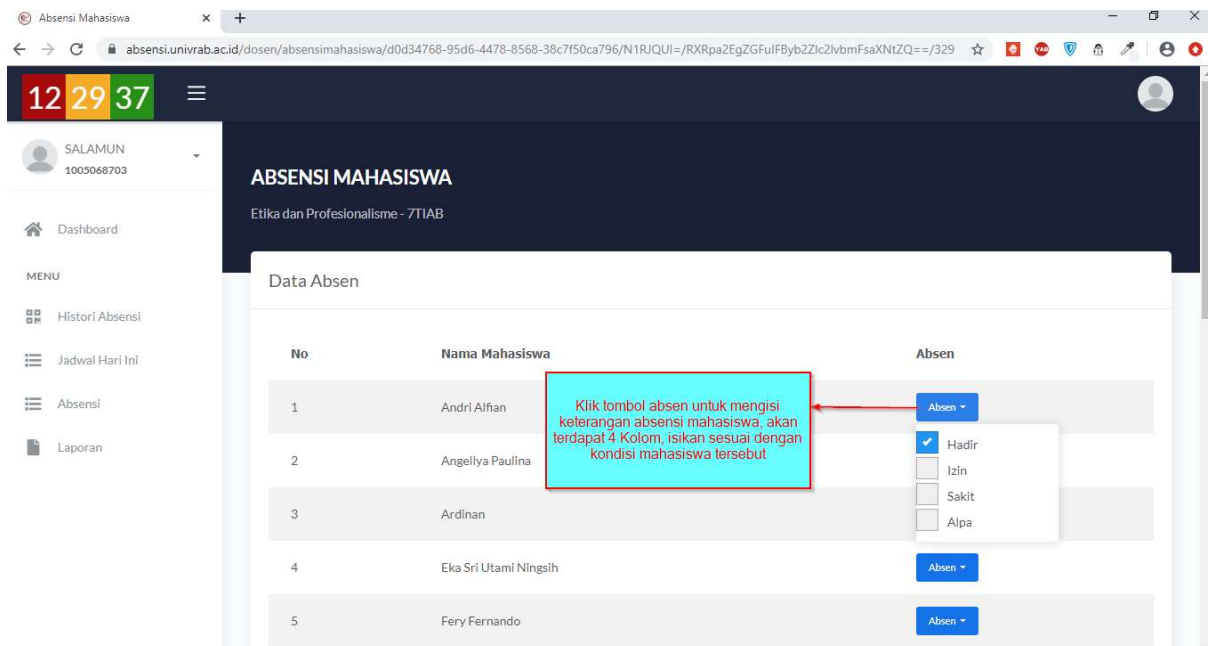 Absensi Mahasiswa
absensi.univrab.ac.id/dosen/absensimahasiswa/d0d34768-95d6-4478-8568-38c7f50ca796/N1RJQUI=/RXRpa2EgZGFuIFByb2Zlc2lvbmFsaXNtZQ==/329
12 29 37
SALAMUN
1005068703
ABSENSI MAHASISWA
Etika dan Profesionalisme - 7TIAB
Dashboard
MENU
Histori Absensi
Jadwal Hari Ini
Absensi
Laporan
Data Absen
No Nama Mahasiswa Absen
1 Andri Alfian Absen
2 Angellya Paulina
3 Ardinan
4 Eka Sri Utami Ningsih Absen
5 Fery Fernando Absen
Hadir
Izin
Sakit
Alpa
Klik tombol absen untuk mengisi
keterangan absensi mahasiswa, akan
terdapat 4 Kolom, isikan sesuai dengan
kondisi mahasiswa tersebut